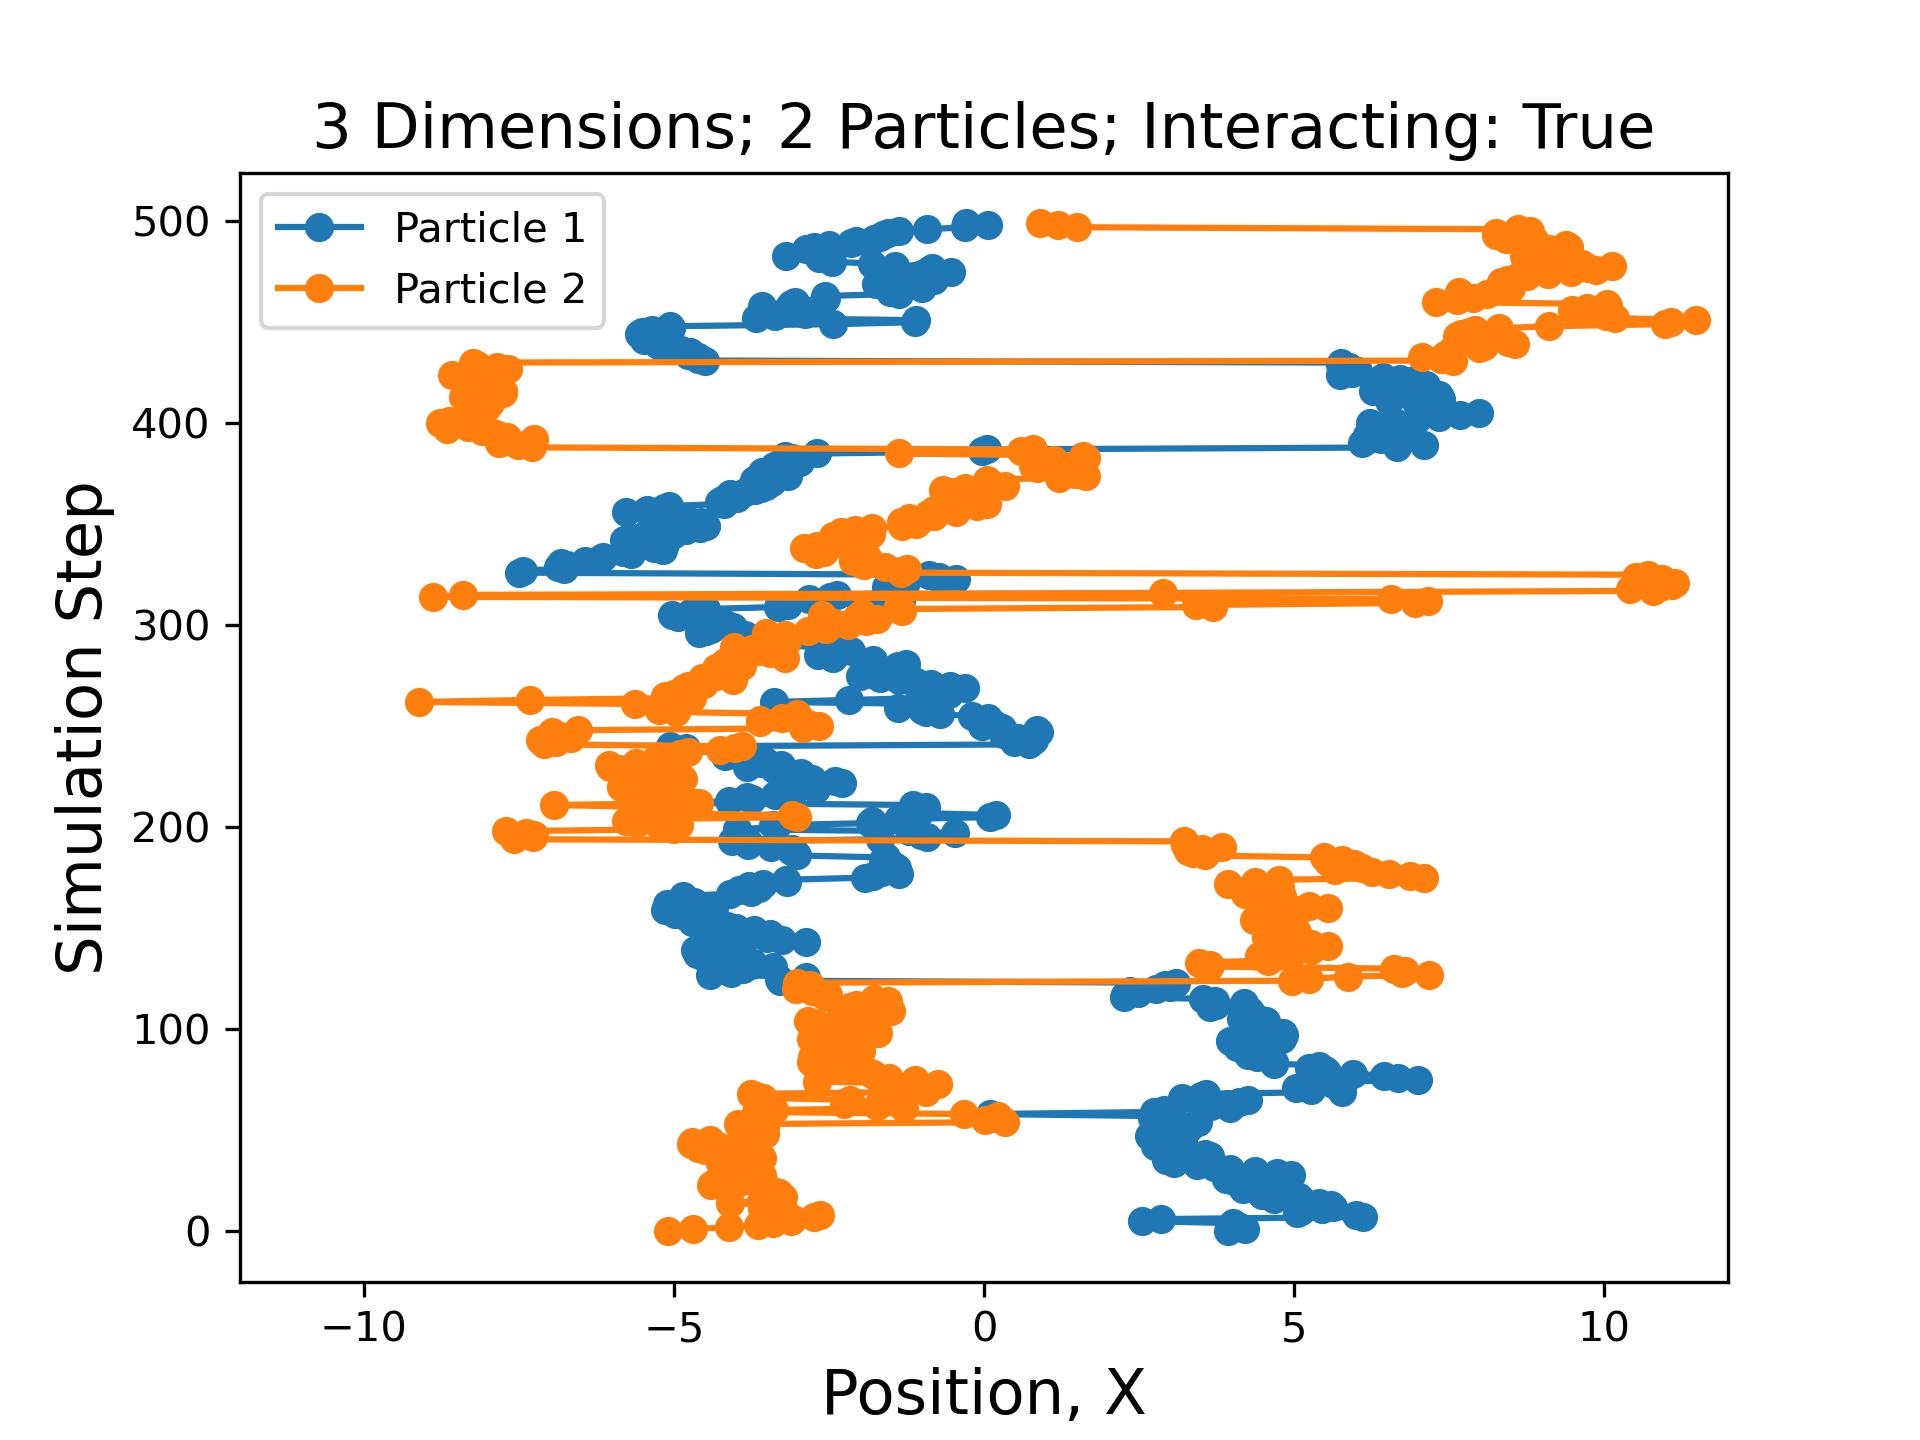 3 Dimensions; 2 Particles; Interacting: True
Particle 1
Particle 2
500
400
300
200
100
0
−10
−5
0
5
10
Simulation Step
Position, X